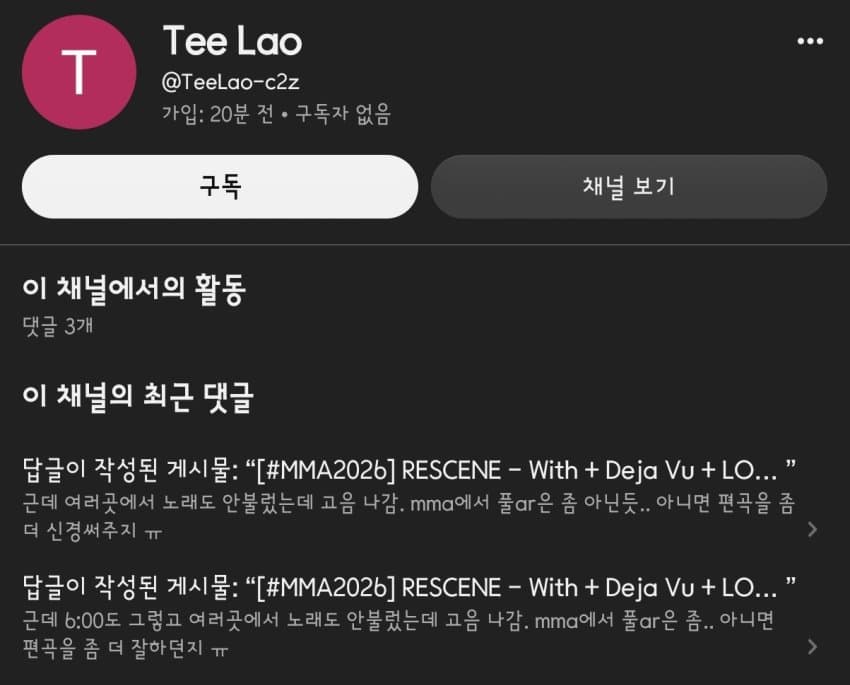 T
Tee Lao
@TeeLao-c2z
가입: 20분 전 • 구독자 없음
구독
채널 보기
이 채널에서의 활동
댓글 3개
이 채널의 최근 댓글
답글이 작성된 게시물: “[#MMA2026] RESCENE - With + Deja Vu + LO... ”
근데 여러곳에서 노래도 안불렀는데 고음 나감. mma에서 풀ar은 좀 아닌듯.. 아니면 편곡을 좀
더 신경써주지 ㅠ
답글이 작성된 게시물: “[#MMA2026] RESCENE - With + Deja Vu + LO... ”
근데 6:00도 그렇고 여러곳에서 노래도 안불렀는데 고음 나감. mma에서 풀ar은 좀.. 아니면
편곡을 좀 더 잘하던지 ㅠ